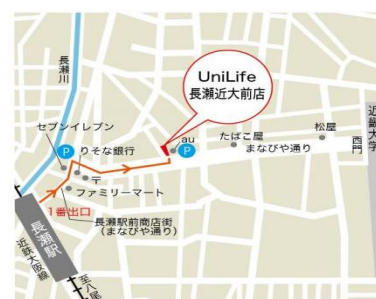 長瀬川
UniLife
長瀬近大前店
セブンイレブン
P
りそな銀行
〒
ファミリーマート
1番出口
長瀬駅前商店街
(まなびや通り)
長瀬駅
近鉄大阪線
至八尾
P
au
たばこ屋
まなびや通り
松屋
西門
近畿大学